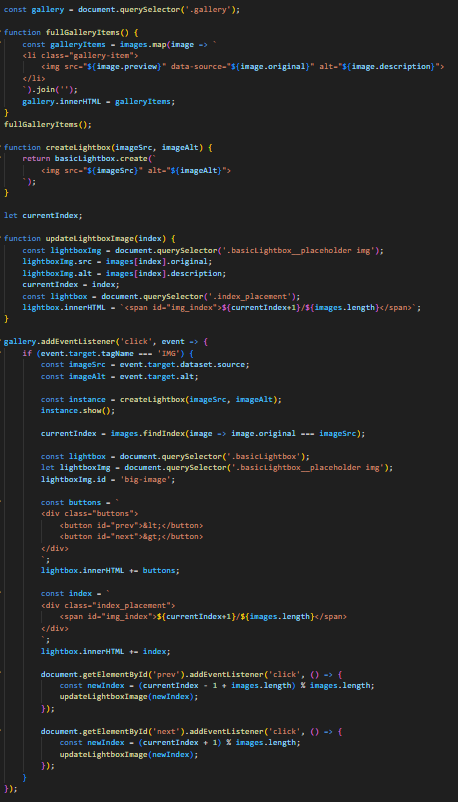 const gallery = document.querySelector('.gallery');
function fullGalleryItems() {
const galleryItems = images.map(image => `
<li class="gallery-item">
<img src="${image.preview}" data-source="${image.original}" alt="${image.description}">
</li>
`).join('');
gallery.innerHTML = galleryItems;
}
fullGalleryItems();
function createLightbox(imageSrc, imageAlt) {
return basicLightbox.create(`
<img src="${imageSrc}" alt="${imageAlt}">
`);
}
let currentIndex;
function updateLightboxImage(index) {
const lightboxImg = document.querySelector('.basicLightbox__placeholder img');
lightboxImg.src = images[index].original;
lightboxImg.alt = images[index].description;
currentIndex = index;
const lightbox = document.querySelector('.index_placement');
lightbox.innerHTML = `<span id="img_index">${currentIndex+1}/${images.length}</span>`;
}
gallery.addEventListener('click', event => {
if (event.target.tagName === 'IMG') {
const imageSrc = event.target.dataset.source;
const imageAlt = event.target.alt;
const instance = createLightbox(imageSrc, imageAlt);
instance.show();
currentIndex = images.findIndex(image => image.original === imageSrc);
const lightbox = document.querySelector('.basicLightbox');
let lightboxImg = document.querySelector('.basicLightbox__placeholder img');
lightboxImg.id = 'big-image';
const buttons = `
<div class="buttons">
<button id="prev">&lt;</button>
<button id="next">&gt;</button>
</div>
`;
lightbox.innerHTML += buttons;
const index = `
<div class="index_placement">
<span id="img_index">${currentIndex+1}/${images.length}</span>
</div>
`;
lightbox.innerHTML += index;
document.getElementById('prev').addEventListener('click', () => {
const newIndex = (currentIndex - 1 + images.length) % images.length;
updateLightboxImage(newIndex);
});
document.getElementById('next').addEventListener('click', () => {
const newIndex = (currentIndex + 1) % images.length;
updateLightboxImage(newIndex);
});
}
});